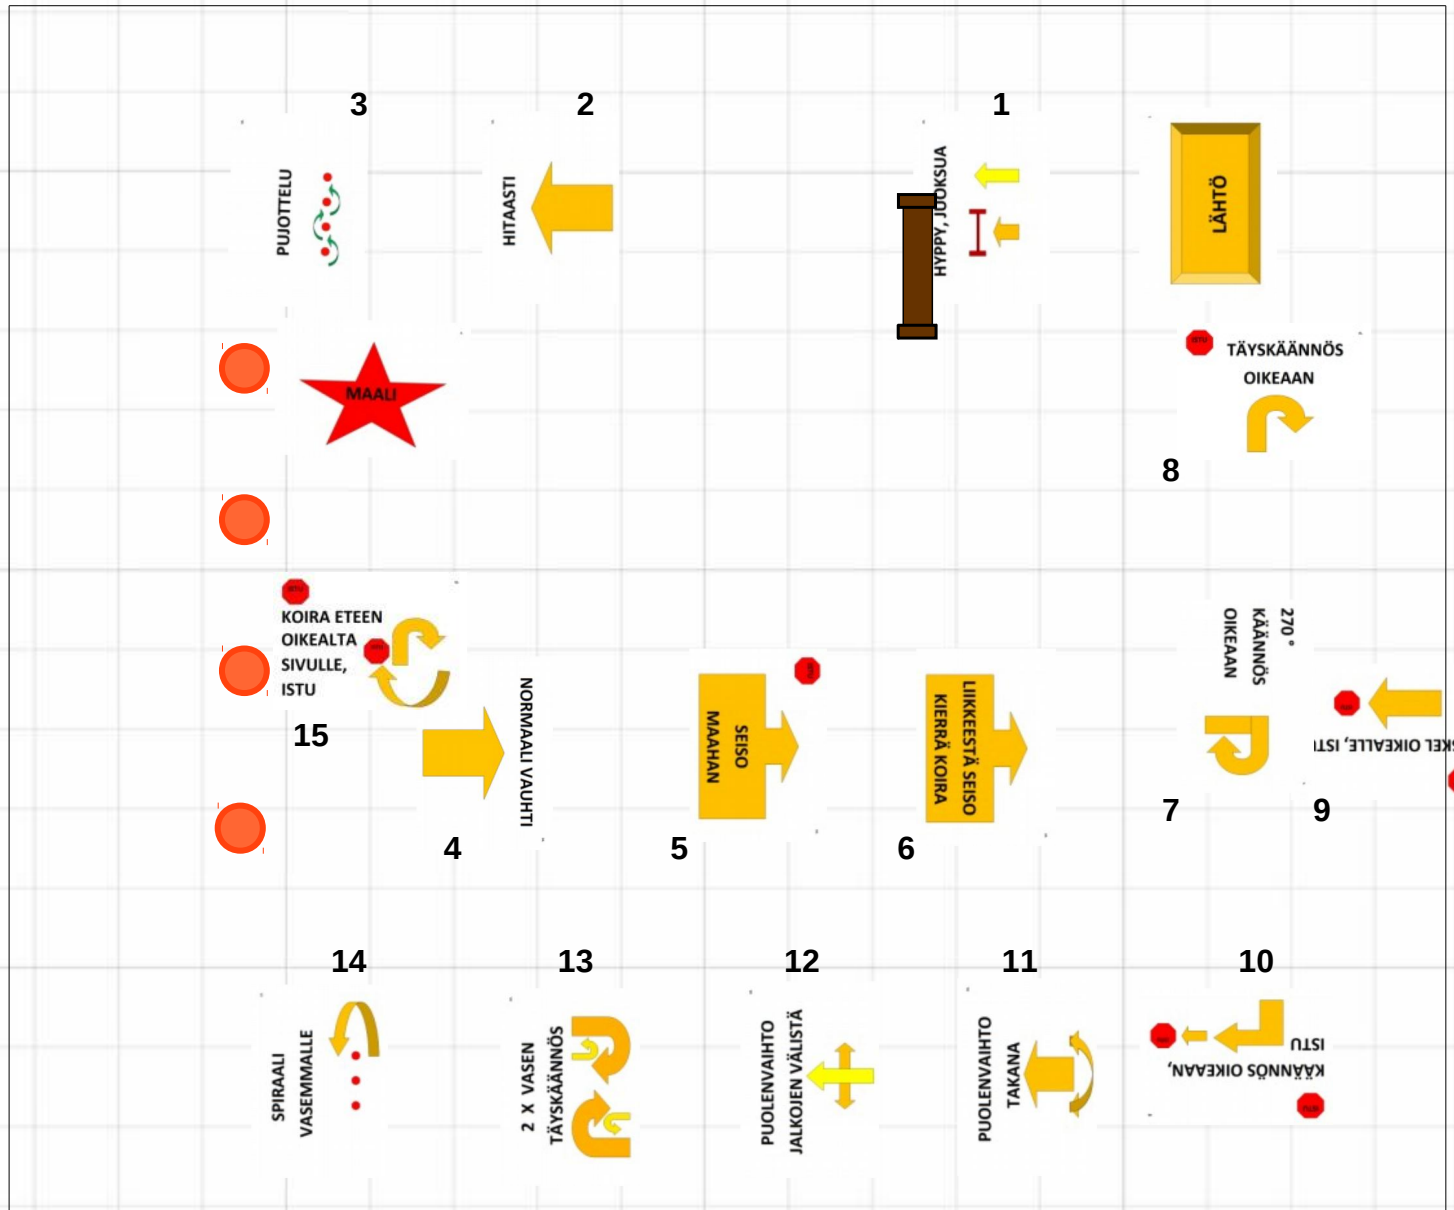 3
2
1
PUJOTTELU
HITAASTI
HYPPY, JUOKSUA
LÄHTÖ
MAALI
ISTU
TÄYSKÄÄNNÖS
OIKEAAN
8
KOIRA ETEEN
OIKEALTA
SIVULLE,
ISTU
15
NORMAALI VAUHTI
4
SEISO
MAAHAN
5
LIIKKEESTÄ SEISO
KIERRÄ KOIRA
6
270 °
KÄÄNNÖS
OIKEAAN
7
OIKEALLE, ISTU
9
14
13
12
11
10
SPIRAALI
VASEMMALLE
2 X VASEN
TÄYSKÄÄNNÖS
PUOLENVAIHTO
JALKOJEN VÄLISTÄ
PUOLENVAIHTO
TAKANA
KÄÄNNÖS OIKEAAN,
ISTU